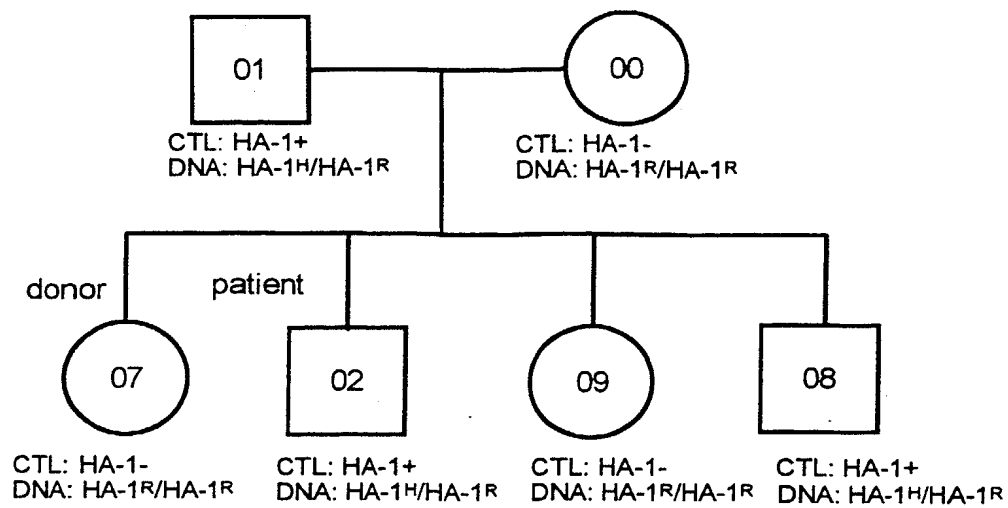 01
00
CTL: HA-1+
DNA: HA-1ᴴ/HA-1ᴿ
CTL: HA-1-
DNA: HA-1ᴿ/HA-1ᴿ
donor
patient
07
02
09
08
CTL: HA-1-
DNA: HA-1ᴿ/HA-1ᴿ
CTL: HA-1+
DNA: HA-1ᴴ/HA-1ᴿ
CTL: HA-1-
DNA: HA-1ᴿ/HA-1ᴿ
CTL: HA-1+
DNA: HA-1ᴴ/HA-1ᴿ